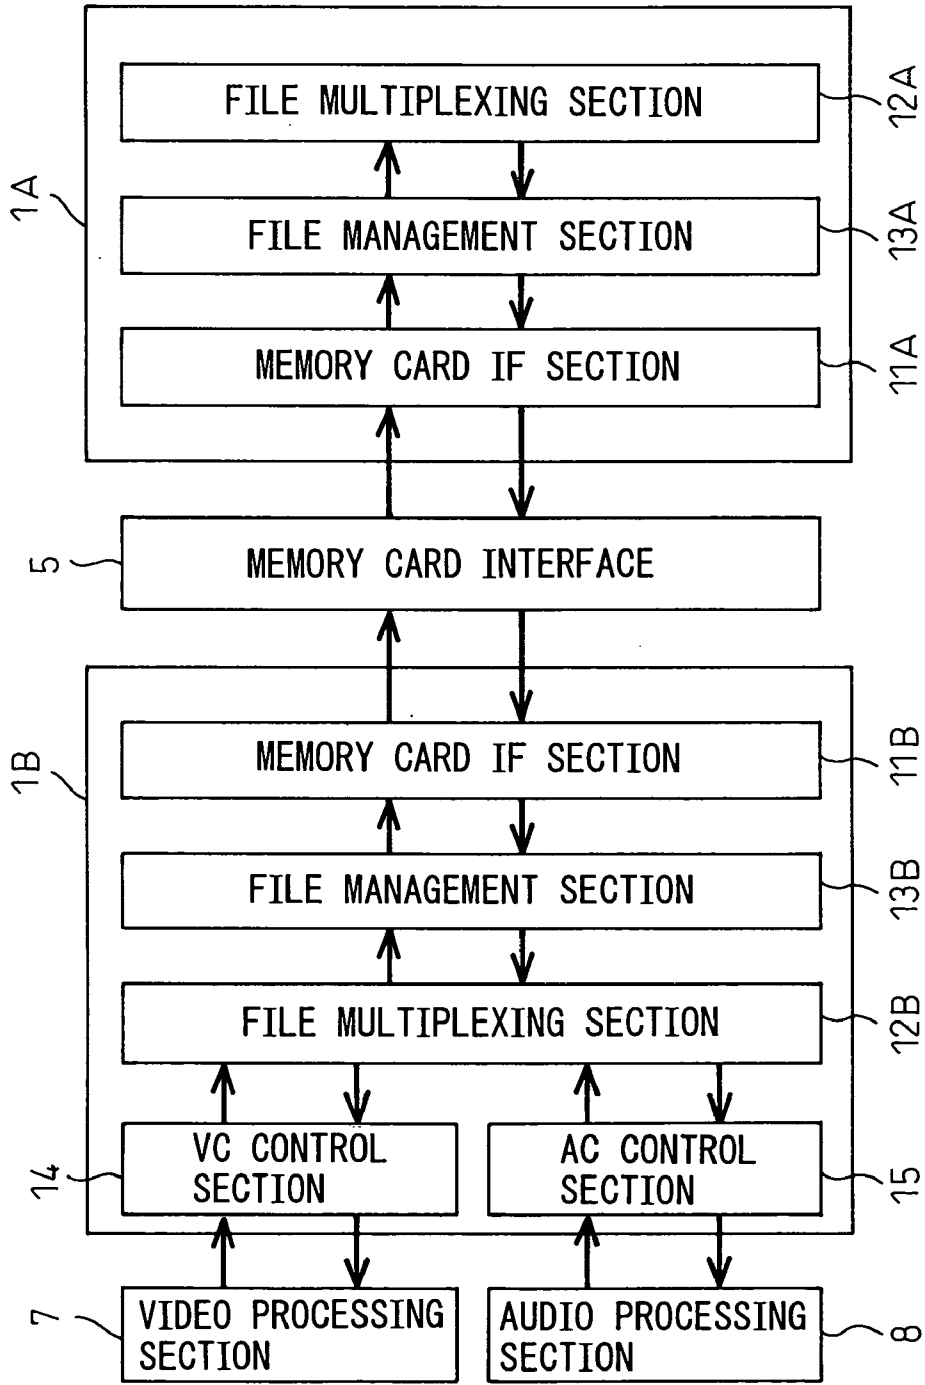 FILE MULTIPLEXING SECTION
12A
1A
FILE MANAGEMENT SECTION
13A
MEMORY CARD IF SECTION
11A
5
MEMORY CARD INTERFACE
1B
MEMORY CARD IF SECTION
11B
FILE MANAGEMENT SECTION
13B
FILE MULTIPLEXING SECTION
12B
14
VC CONTROL
SECTION
AC CONTROL
SECTION
15
7
VIDEO PROCESSING
SECTION
AUDIO PROCESSING
SECTION
8